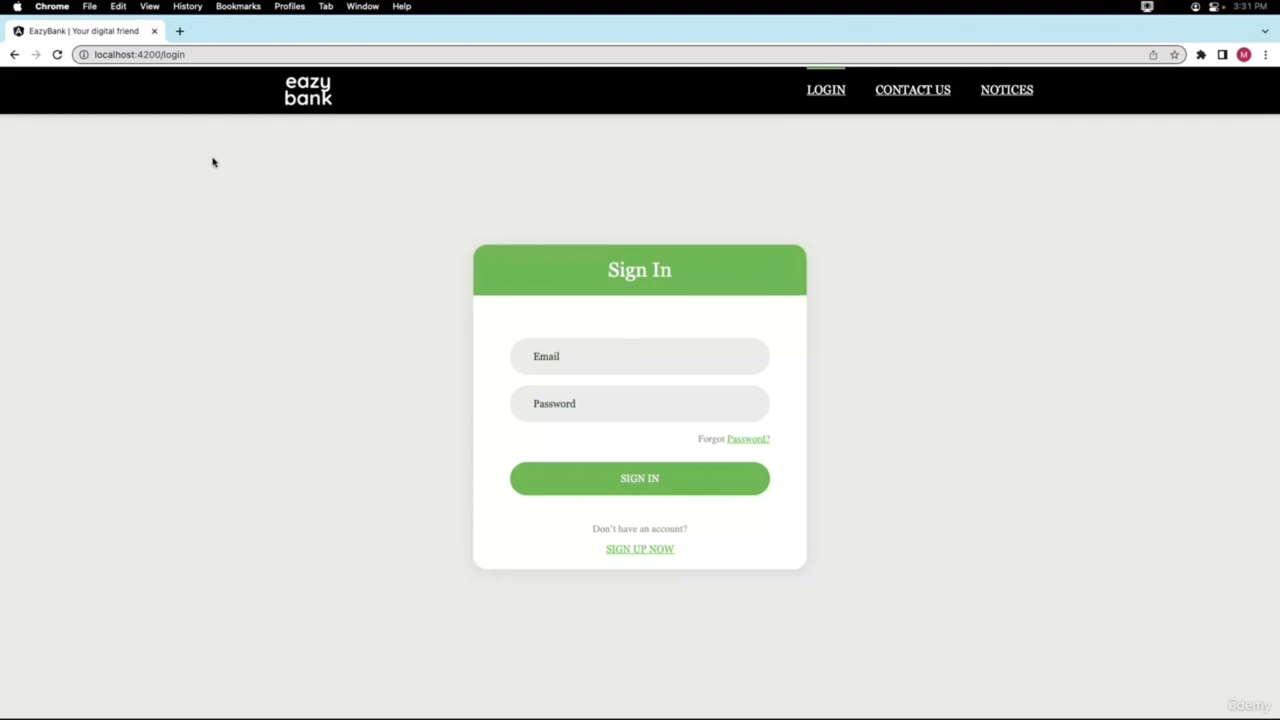 Chrome File Edit View History Bookmarks Profiles Tab Window Help 3:31 PM
EazyBank | Your digital friend
localhost:4200/login
M
eazy
bank
LOGIN CONTACT US NOTICES
Sign In
Email
Password
Forgot Password?
SIGN IN
Don't have an account?
SIGN UP NOW
ûdemy